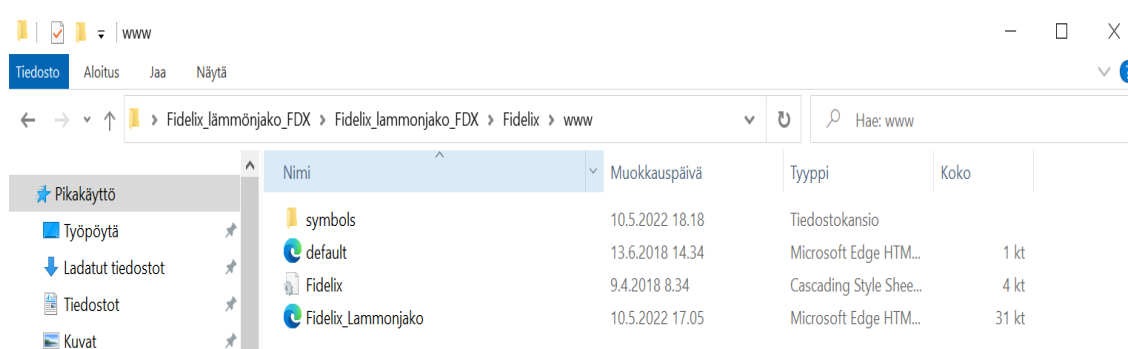 www
Tiedosto Aloitus Jaa Näytä
Fidelix_lämmönjako_FDX > Fidelix_lammonjako_FDX > Fidelix > www Hae: www
Nimi Muokkauspäivä Tyyppi Koko
Pikakäyttö
symbols 10.5.2022 18.18 Tiedostokansio
Työpöytä
default 13.6.2018 14.34 Microsoft Edge HTM... 1 kt
Ladatut tiedostot
Fidelix 9.4.2018 8.34 Cascading Style Shee... 4 kt
Tiedostot
Fidelix_Lammonjako 10.5.2022 17.05 Microsoft Edge HTM... 31 kt
Kuvat